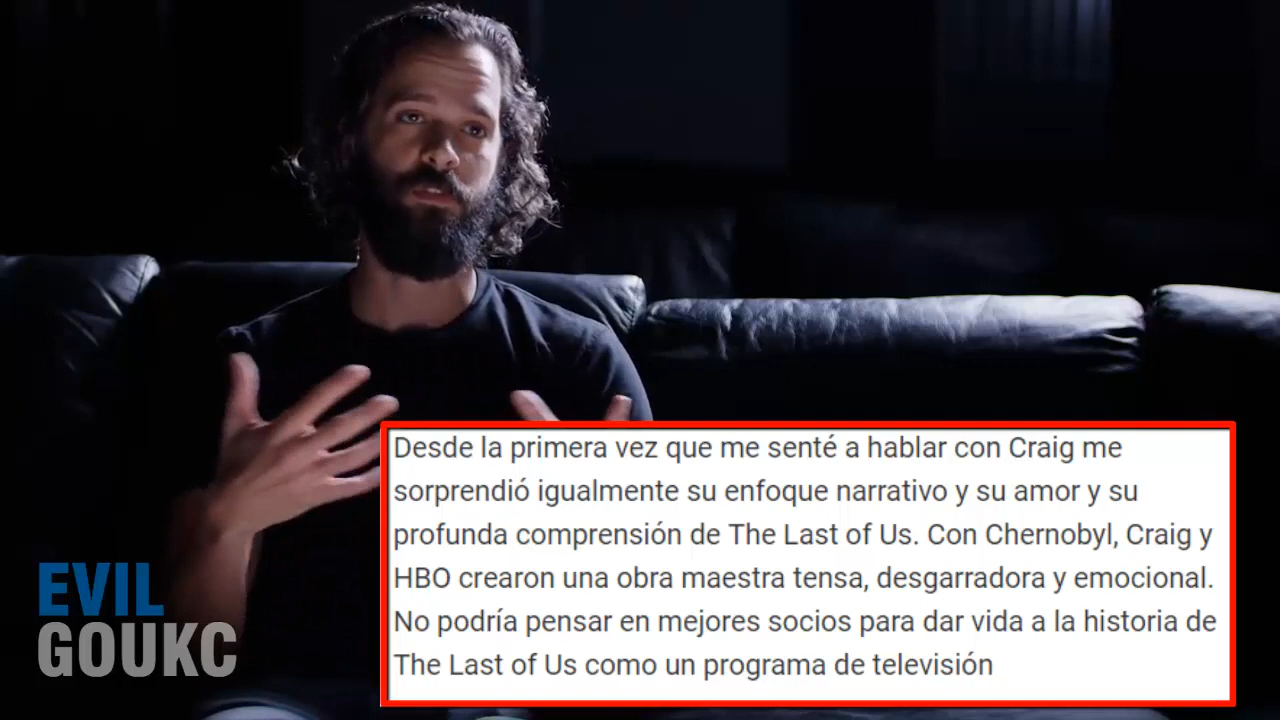 Desde la primera vez que me senté a hablar con Craig me
sorprendió igualmente su enfoque narrativo y su amor y su
profunda comprensión de The Last of Us. Con Chernobyl, Craig y
HBO crearon una obra maestra tensa, desgarradora y emocional.
No podría pensar en mejores socios para dar vida a la historia de
The Last of Us como un programa de televisión
EVIL
GOUKC